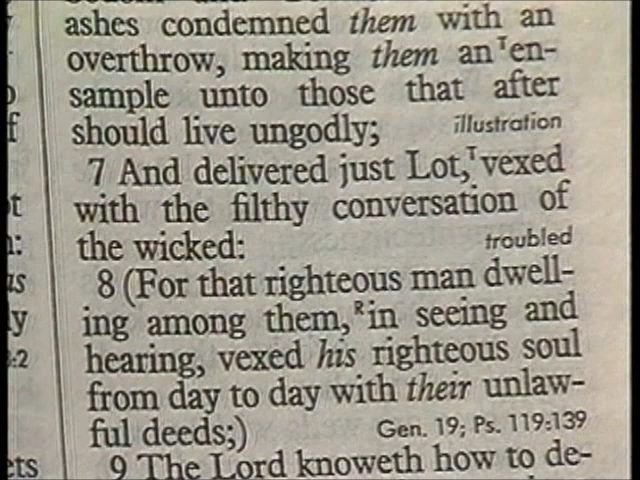 ashes condemned them with an
overthrow, making them an ᵀen-
sample unto those that after
should live ungodly; illustration
7 And delivered just Lot,ᵀvexed
with the filthy conversation of
the wicked: troubled
8 (For that righteous man dwell-
ing among them,ᴿin seeing and
hearing, vexed his righteous soul
from day to day with their unlaw-
ful deeds;) Gen. 19; Ps. 119:139
9 The Lord knoweth how to de-